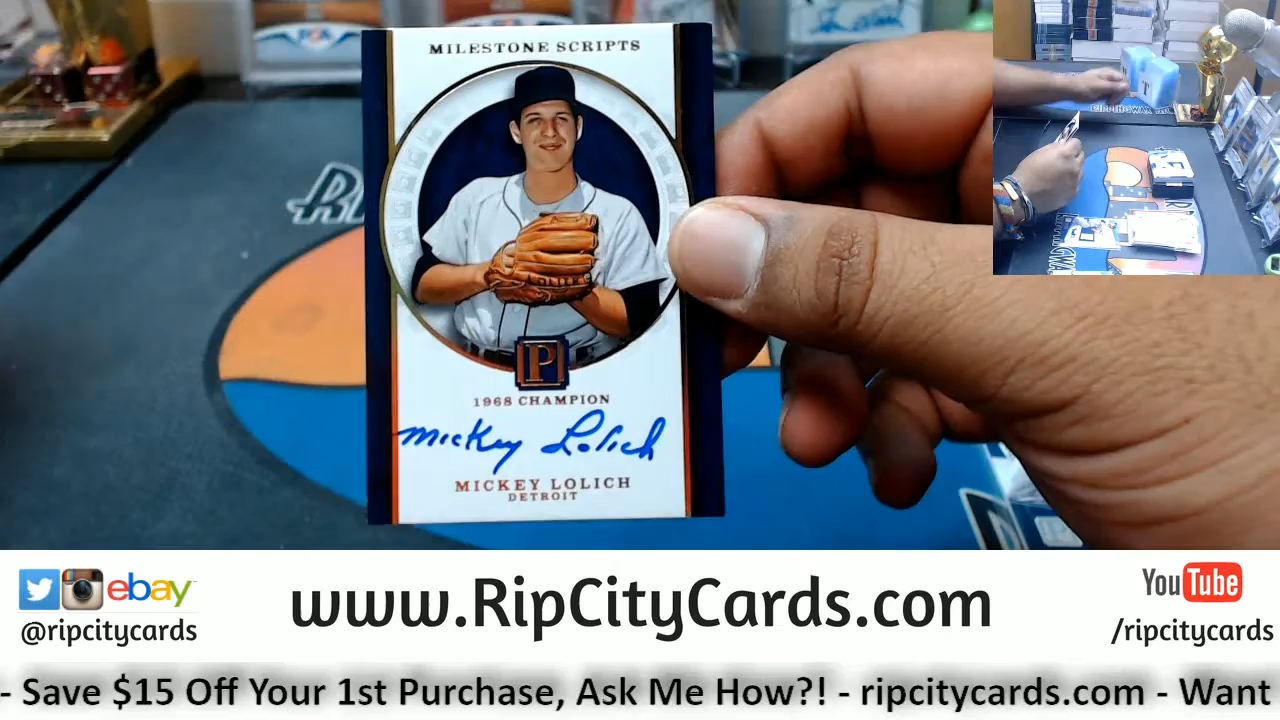 PSA
MILESTONE SCRIPTS
P
1968 CHAMPION
Mickey Lolich
MICKEY LOLICH
DETROIT
ebay
@ripcitycards
www.RipCityCards.com
YouTube
/ripcitycards
- Save $15 Off Your 1st Purchase, Ask Me How?! - ripcitycards.com - Want